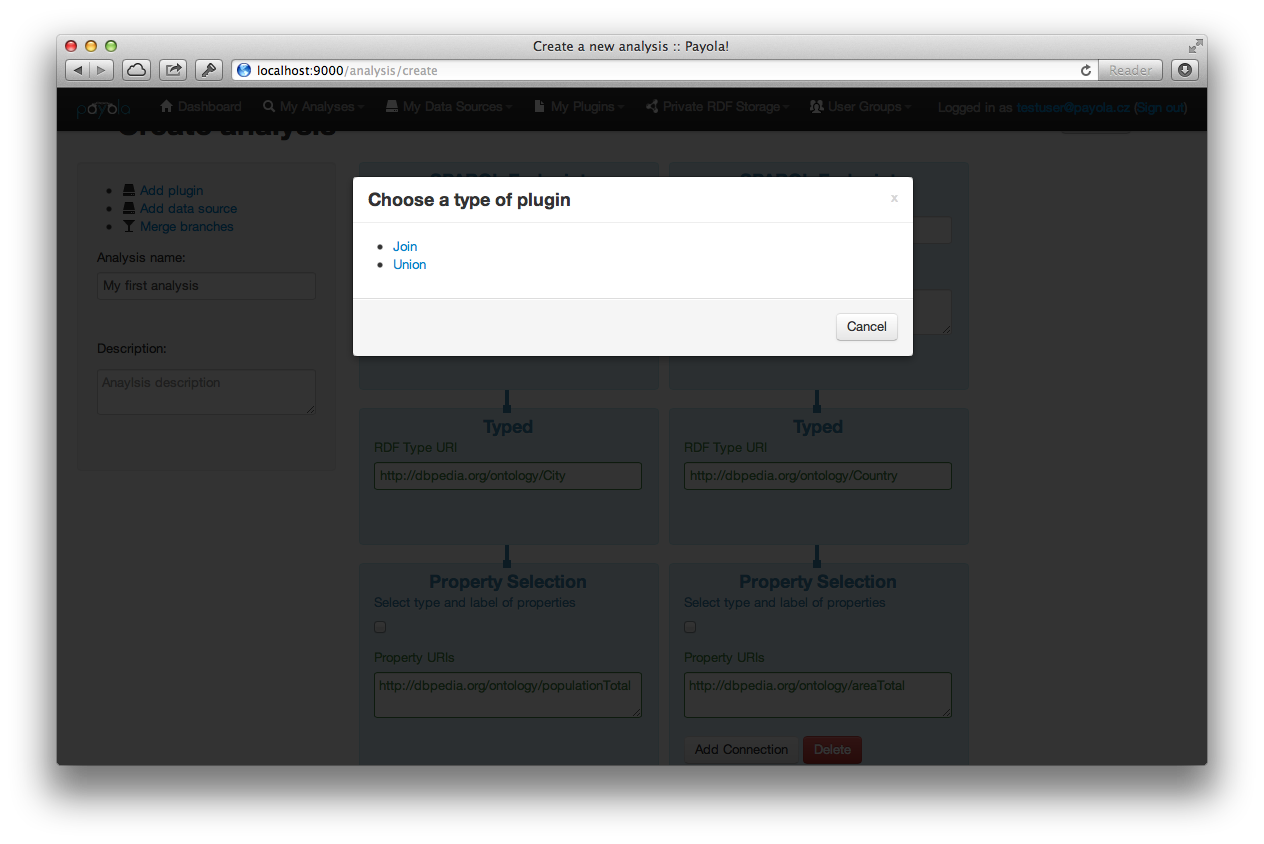 Create a new analysis :: Payola!
localhost:9000/analysis/create
Reader
payola Dashboard My Analyses My Data Sources My Plugins Private RDF Storage User Groups Logged in as testuser@payola.cz (Sign out)
Create analysis
Add plugin
Add data source
Merge branches
Analysis name:
My first analysis
Description:
Anaylsis description
SPARQL Endpoint SPARQL Endpoint
Choose a type of plugin x
Join
Union
Cancel
Typed Typed
RDF Type URI RDF Type URI
http://dbpedia.org/ontology/City http://dbpedia.org/ontology/Country
Property Selection Property Selection
Select type and label of properties Select type and label of properties
Property URIs Property URIs
http://dbpedia.org/ontology/populationTotal http://dbpedia.org/ontology/areaTotal
Add Connection Delete